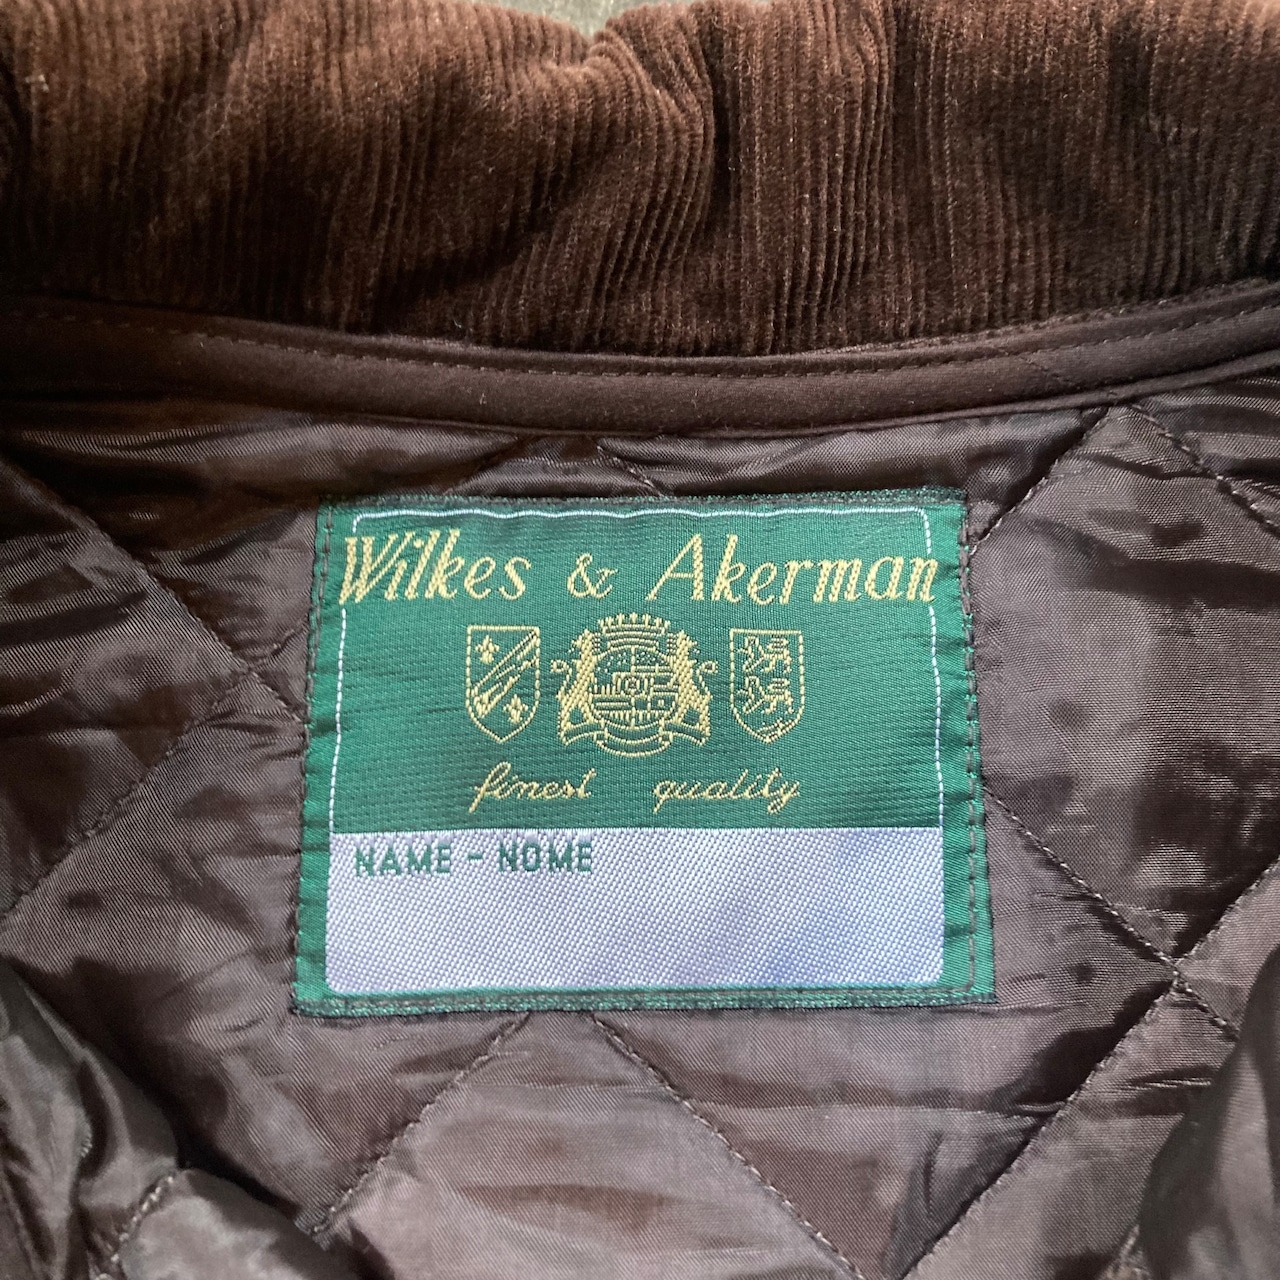 Wilkes & Akerman
finest quality
NAME - NOME